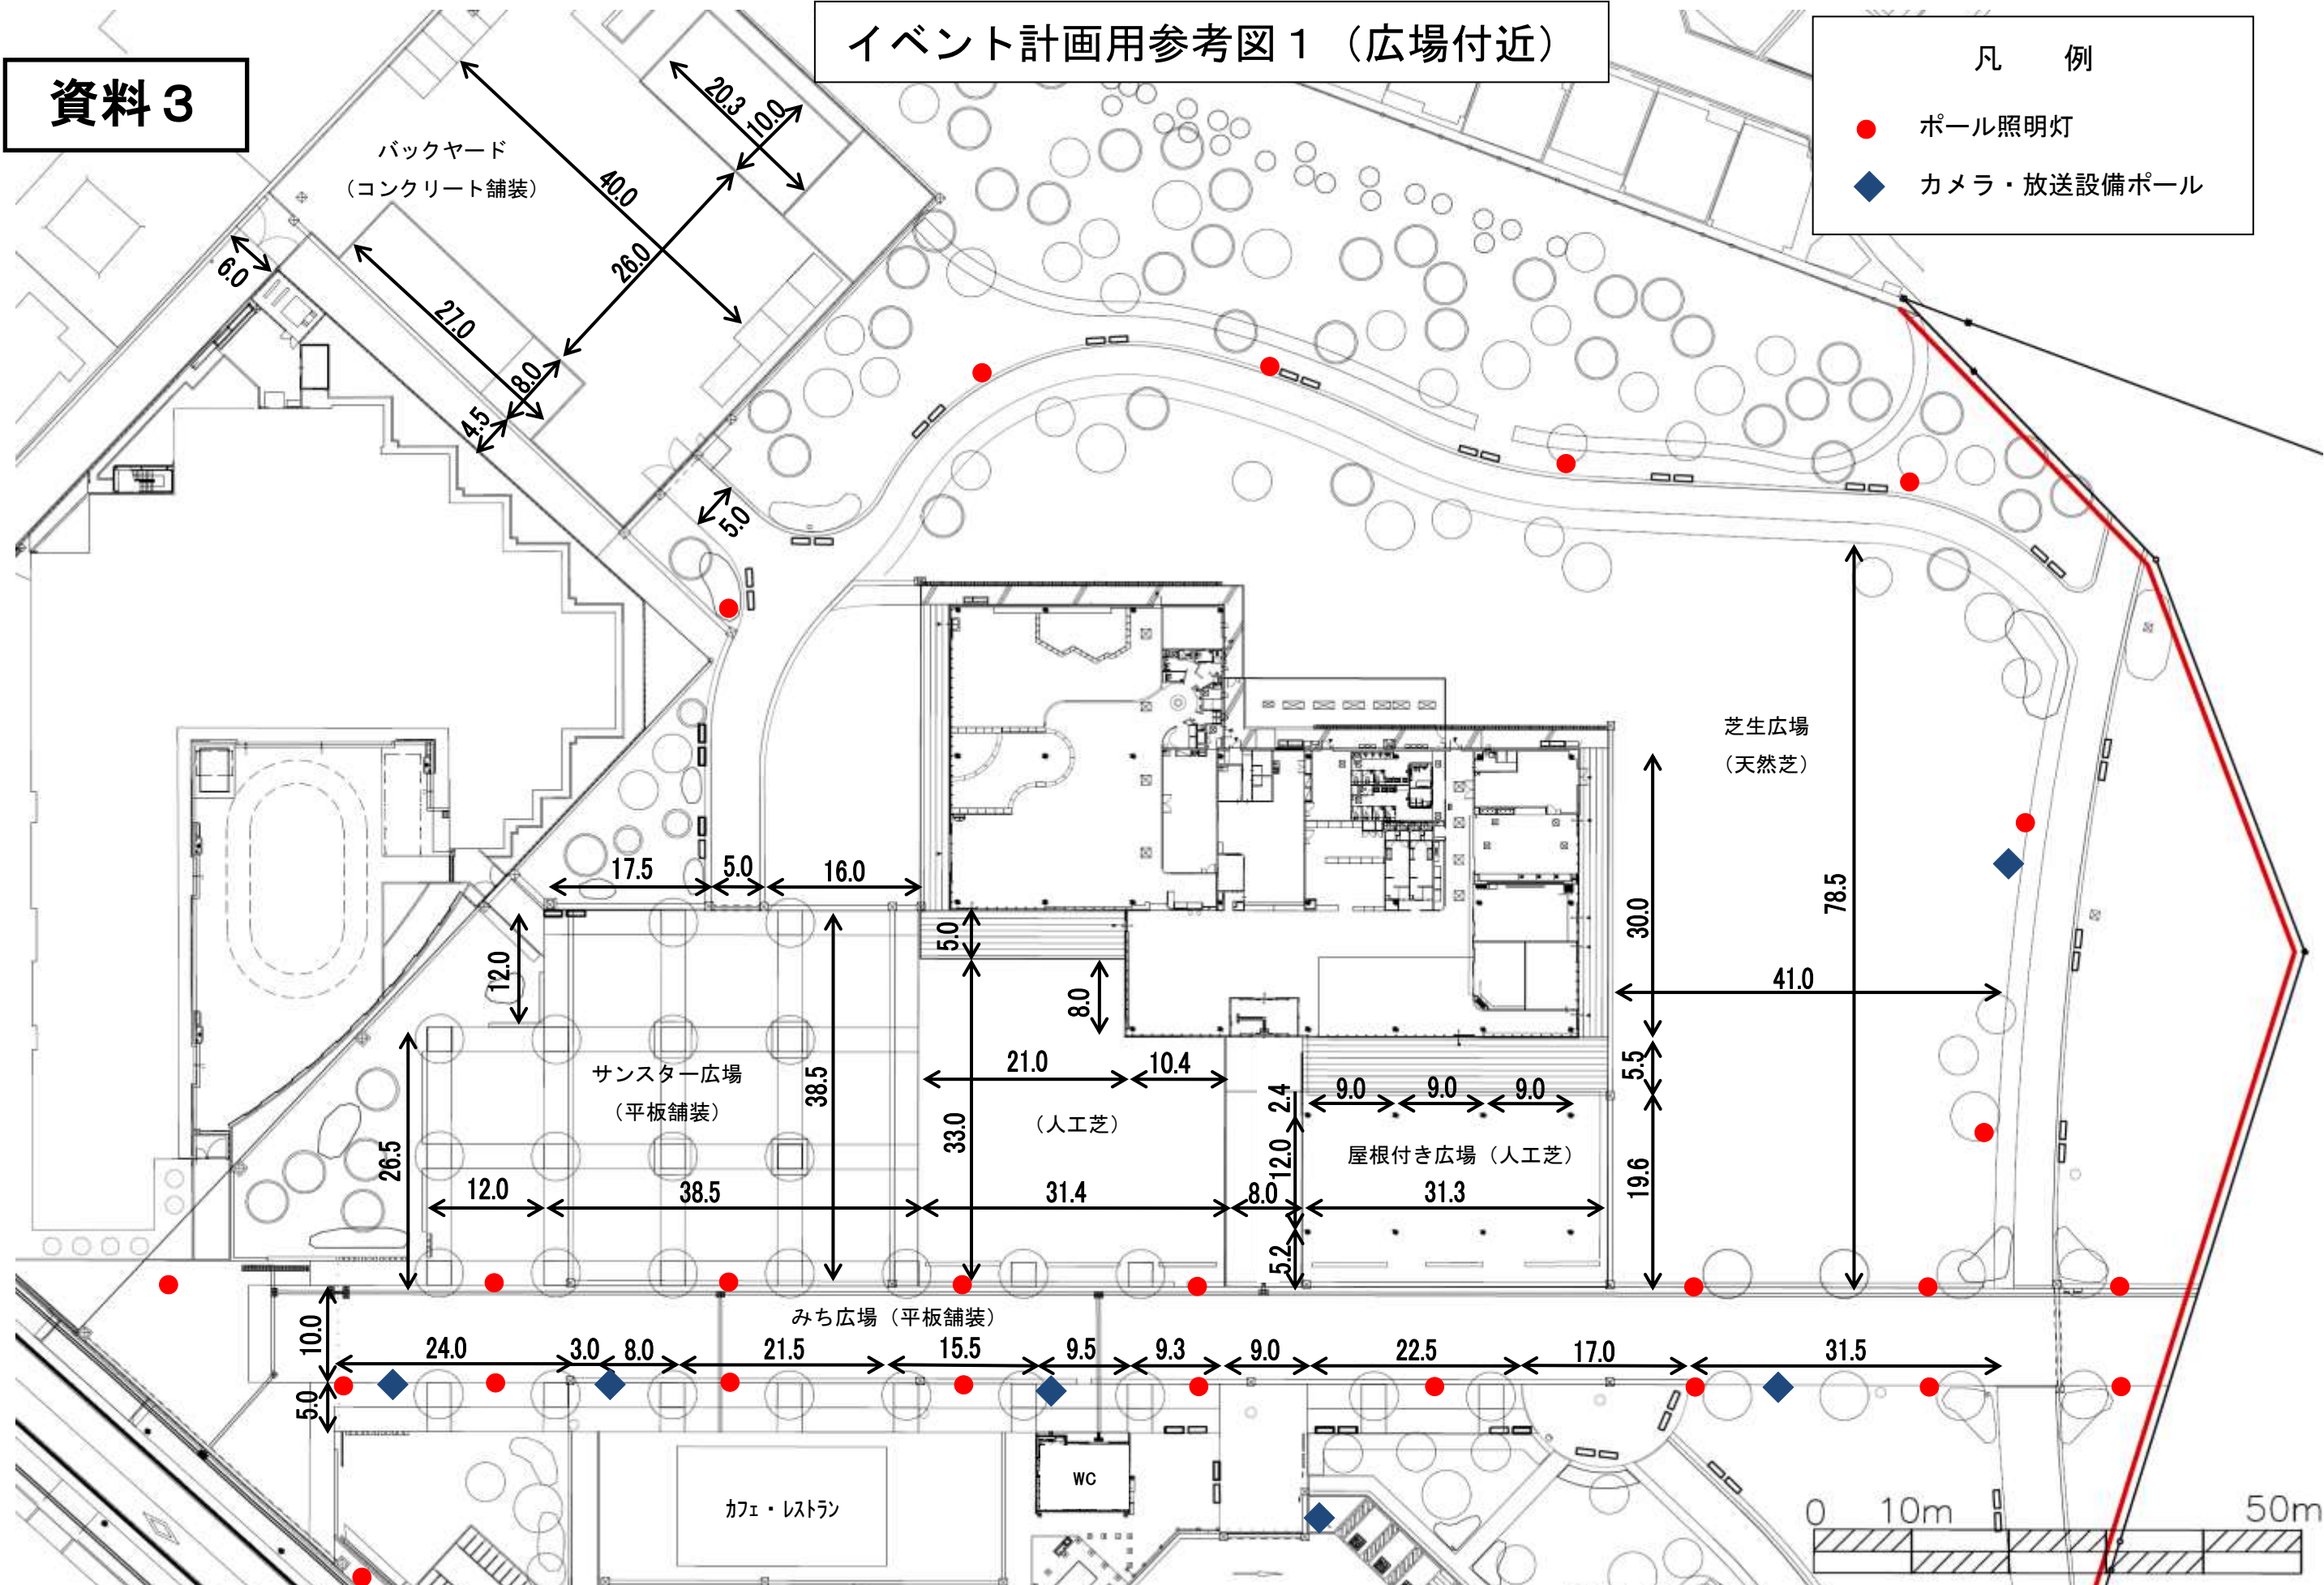 イベント計画用参考図１（広場付近）
資料３
凡　例
ポール照明灯
カメラ・放送設備ポール
バックヤード
（コンクリート舗装）
20.3
10.0
40.0
26.0
6.0
27.0
8.0
4.5
5.0
芝生広場
（天然芝）
17.5
5.0
16.0
30.0
78.5
5.0
12.0
8.0
41.0
サンスター広場
（平板舗装）
38.5
21.0
10.4
5.5
2.4
9.0
9.0
9.0
33.0
（人工芝）
26.5
12.0
屋根付き広場（人工芝）
19.6
12.0
38.5
31.4
8.0
31.3
5.2
みち広場（平板舗装）
10.0
24.0
3.0
8.0
21.5
15.5
9.5
9.3
9.0
22.5
17.0
31.5
5.0
WC
カフェ・レストラン
0
10m
50m